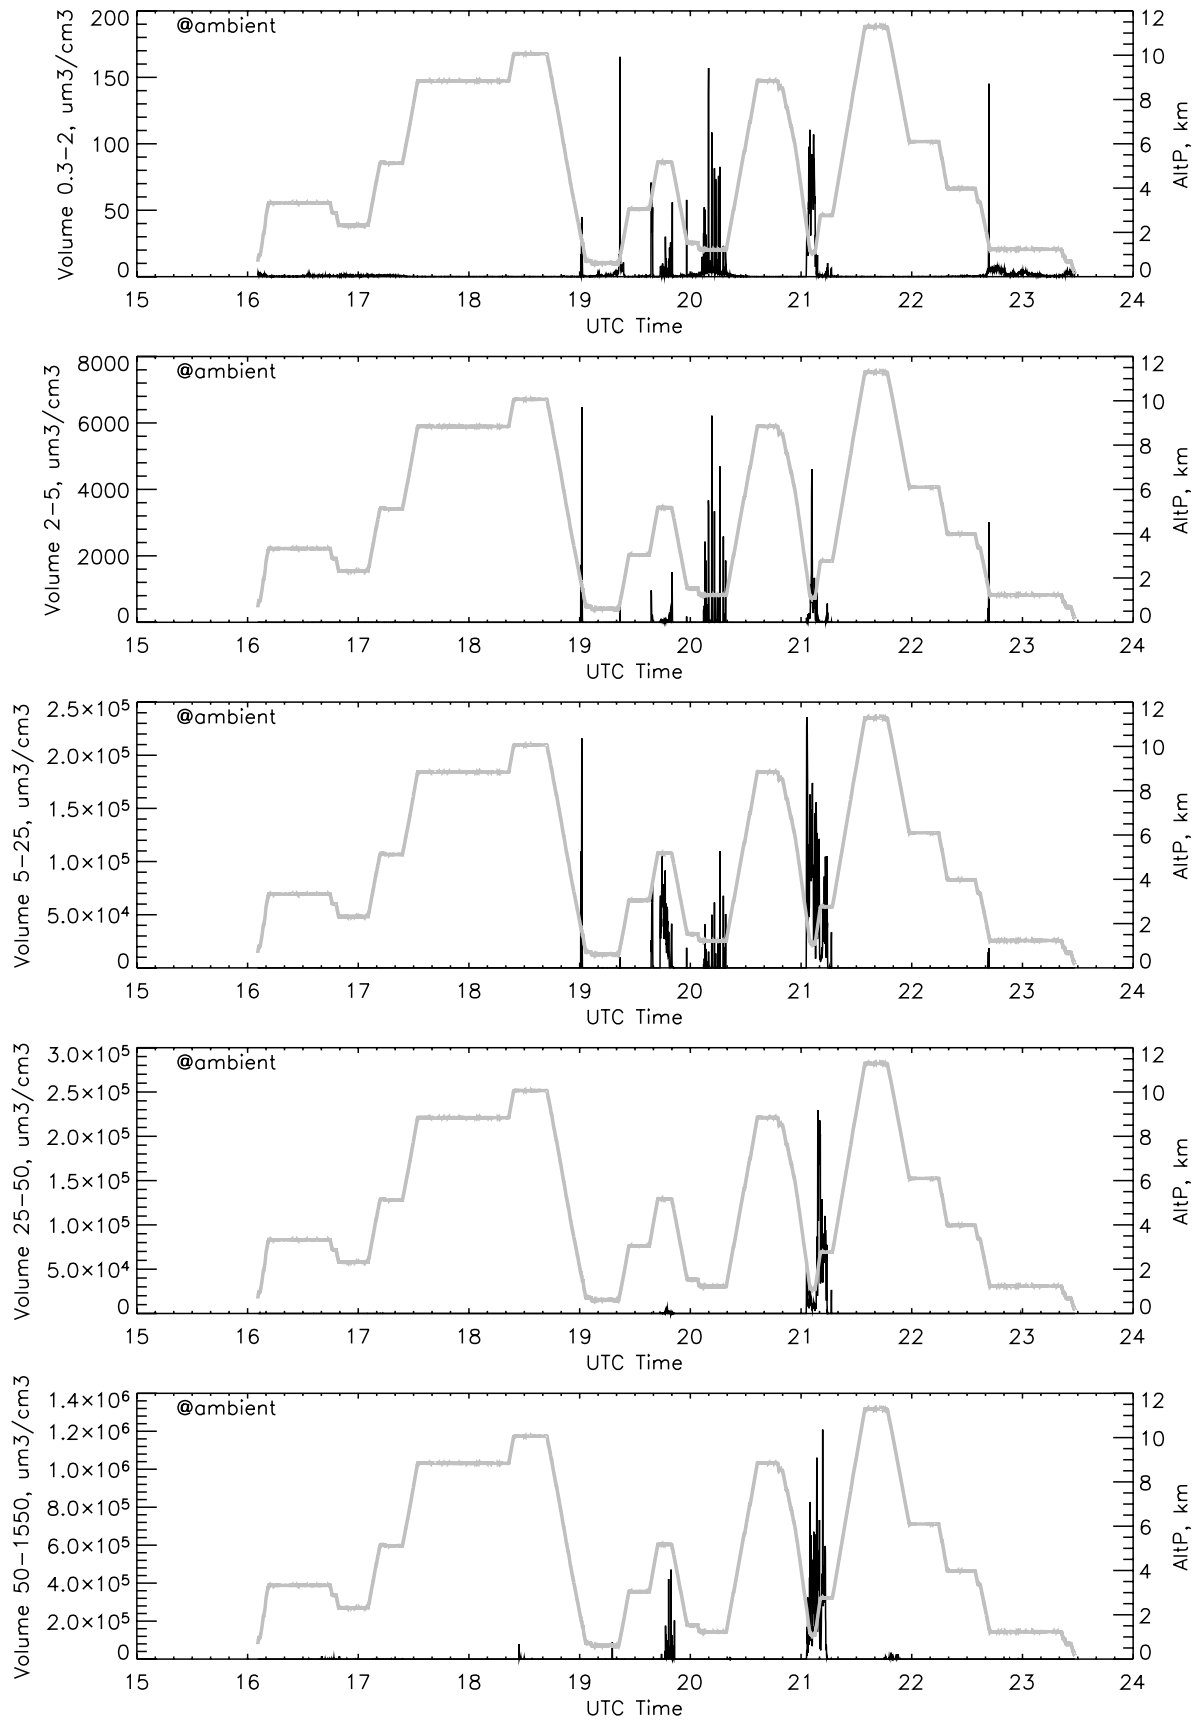 @ambient
Volume 0.3−2, um3/cm3
200
150
100
50
0
12
10
8
6
4
2
0
AltP, km
15 16 17 18 19 20 21 22 23 24
UTC Time
@ambient
Volume 2−5, um3/cm3
8000
6000
4000
2000
0
12
10
8
6
4
2
0
AltP, km
15 16 17 18 19 20 21 22 23 24
UTC Time
@ambient
Volume 5−25, um3/cm3
2.5×10⁵
2.0×10⁵
1.5×10⁵
1.0×10⁵
5.0×10⁴
0
12
10
8
6
4
2
0
AltP, km
15 16 17 18 19 20 21 22 23 24
UTC Time
@ambient
Volume 25−50, um3/cm3
3.0×10⁵
2.5×10⁵
2.0×10⁵
1.5×10⁵
1.0×10⁵
5.0×10⁴
0
12
10
8
6
4
2
0
AltP, km
15 16 17 18 19 20 21 22 23 24
UTC Time
@ambient
Volume 50−1550, um3/cm3
1.4×10⁶
1.2×10⁶
1.0×10⁶
8.0×10⁵
6.0×10⁵
4.0×10⁵
2.0×10⁵
0
12
10
8
6
4
2
0
AltP, km
15 16 17 18 19 20 21 22 23 24
UTC Time